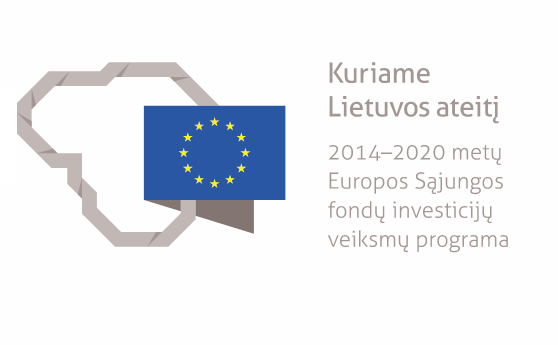 Kuriame
Lietuvos ateitį
2014–2020 metų
Europos Sąjungos
fondų investicijų
veiksmų programa